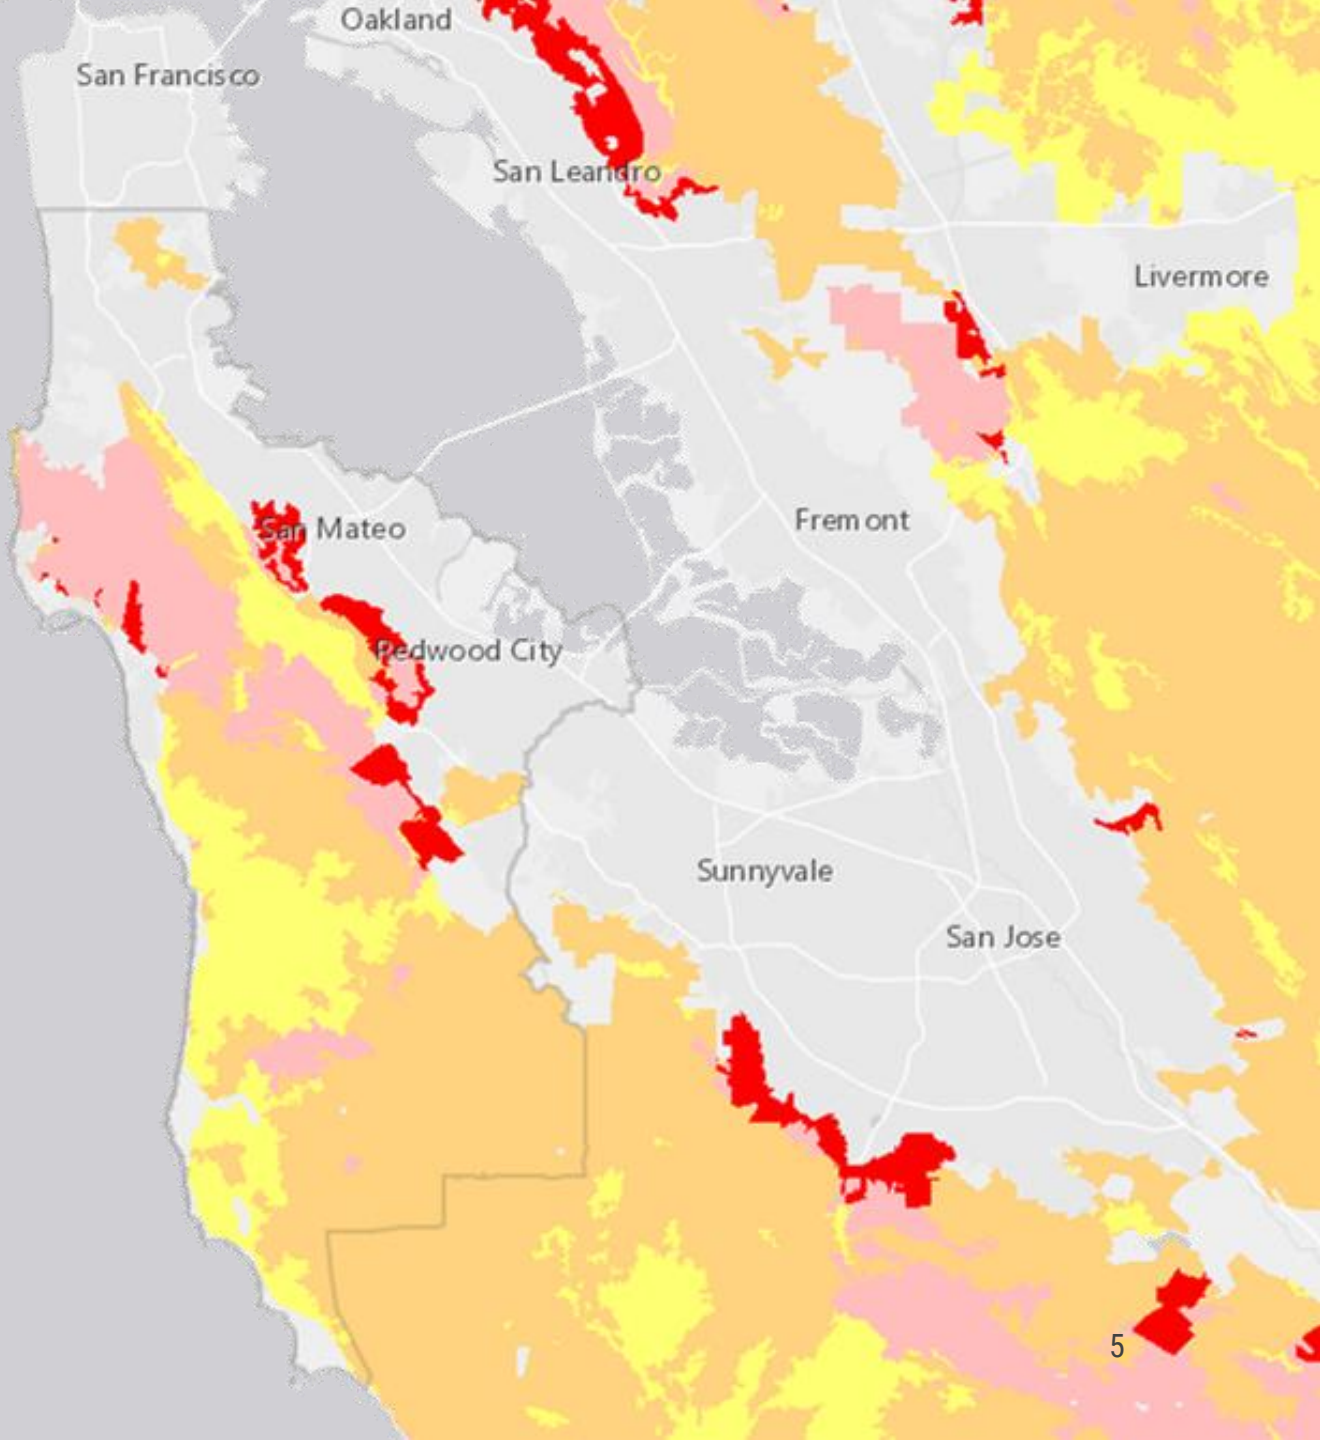 Oakland
San Francisco
San Leandro
Livermore
Fremont
San Mateo
Redwood City
Sunnyvale
San Jose
5